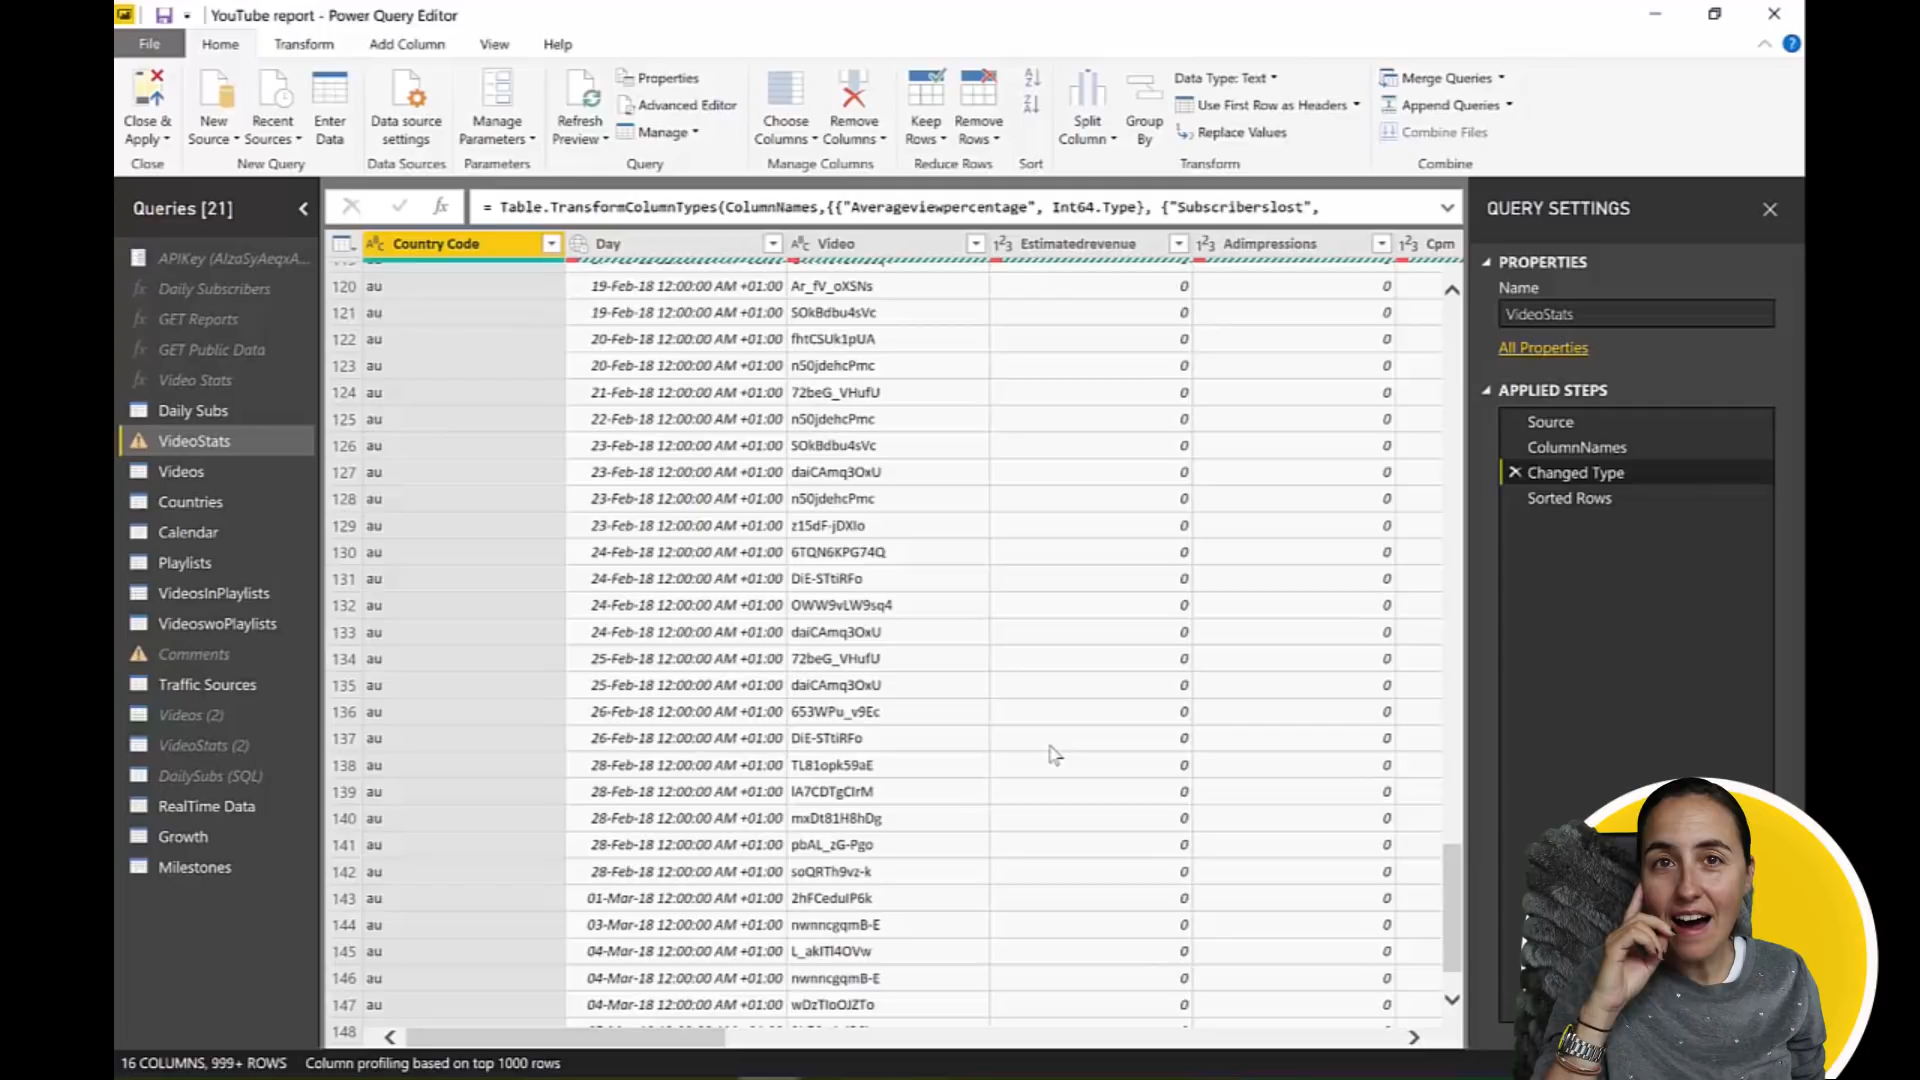 YouTube report - Power Query Editor
File Home Transform Add Column View Help
Close & Apply
New Source
Recent Sources
Enter Data
Data source settings
Manage Parameters
Refresh Preview
Properties
Advanced Editor
Manage
Choose Columns
Remove Columns
Keep Rows
Remove Rows
Split Column
Group By
Data Type: Text
Use First Row as Headers
Replace Values
Merge Queries
Append Queries
Combine Files
Close New Query Data Sources Parameters Query Manage Columns Reduce Rows Sort Transform Combine
Queries [21]
APIKey (AIzaSyAeqxA...
Daily Subscribers
GET Reports
GET Public Data
Video Stats
Daily Subs
VideoStats
Videos
Countries
Calendar
Playlists
VideosInPlaylists
VideoswoPlaylists
Comments
Traffic Sources
Videos (2)
VideoStats (2)
DailySubs (SQL)
RealTime Data
Growth
Milestones
= Table.TransformColumnTypes(ColumnNames,{{"Averageviewpercentage", Int64.Type}, {"Subscriberslost",
Country Code Day Video Estimatedrevenue Adimpressions Cpm
120 au 19-Feb-18 12:00:00 AM +01:00 Ar_fV_oXSNs 0 0
121 au 19-Feb-18 12:00:00 AM +01:00 SOkBdbu4sVc 0 0
122 au 20-Feb-18 12:00:00 AM +01:00 fhtCSUk1pUA 0 0
123 au 20-Feb-18 12:00:00 AM +01:00 n50jdehcPmc 0 0
124 au 21-Feb-18 12:00:00 AM +01:00 72beG_VHufU 0 0
125 au 22-Feb-18 12:00:00 AM +01:00 n50jdehcPmc 0 0
126 au 23-Feb-18 12:00:00 AM +01:00 SOkBdbu4sVc 0 0
127 au 23-Feb-18 12:00:00 AM +01:00 daiCAmq3OxU 0 0
128 au 23-Feb-18 12:00:00 AM +01:00 n50jdehcPmc 0 0
129 au 23-Feb-18 12:00:00 AM +01:00 z15dF-jDXIo 0 0
130 au 24-Feb-18 12:00:00 AM +01:00 6TQN6KPG74Q 0 0
131 au 24-Feb-18 12:00:00 AM +01:00 DiE-STtiRFo 0 0
132 au 24-Feb-18 12:00:00 AM +01:00 OWW9vLW9sq4 0 0
133 au 24-Feb-18 12:00:00 AM +01:00 daiCAmq3OxU 0 0
134 au 25-Feb-18 12:00:00 AM +01:00 72beG_VHufU 0 0
135 au 25-Feb-18 12:00:00 AM +01:00 daiCAmq3OxU 0 0
136 au 26-Feb-18 12:00:00 AM +01:00 653WPu_v9Ec 0 0
137 au 26-Feb-18 12:00:00 AM +01:00 DiE-STtiRFo 0 0
138 au 28-Feb-18 12:00:00 AM +01:00 TL81opk59aE 0 0
139 au 28-Feb-18 12:00:00 AM +01:00 lA7CDTgCIrM 0 0
140 au 28-Feb-18 12:00:00 AM +01:00 mxDt81H8hDg 0 0
141 au 28-Feb-18 12:00:00 AM +01:00 pbAL_zG-Pgo 0 0
142 au 28-Feb-18 12:00:00 AM +01:00 soQRTh9vz-k 0 0
143 au 01-Mar-18 12:00:00 AM +01:00 2hFCeduIP6k 0 0
144 au 03-Mar-18 12:00:00 AM +01:00 nwnncgqmB-E 0 0
145 au 04-Mar-18 12:00:00 AM +01:00 L_akITl4OVw 0 0
146 au 04-Mar-18 12:00:00 AM +01:00 nwnncgqmB-E 0 0
147 au 04-Mar-18 12:00:00 AM +01:00 wDzTIoOJZTo 0 0
148
QUERY SETTINGS
PROPERTIES
Name
VideoStats
All Properties
APPLIED STEPS
Source
ColumnNames
Changed Type
Sorted Rows
16 COLUMNS, 999+ ROWS Column profiling based on top 1000 rows